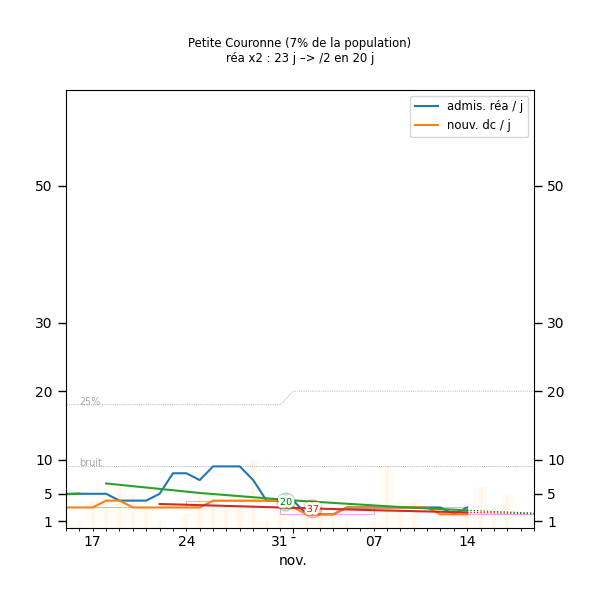 Petite Couronne (7% de la population)
réa x2 : 23 j –> /2 en 20 j
admis. réa / j
nouv. dc / j
50 50
30 30
25%
20 20
bruit
10 10
5 5
20
37
1 1
17 24 31 07 14
nov.